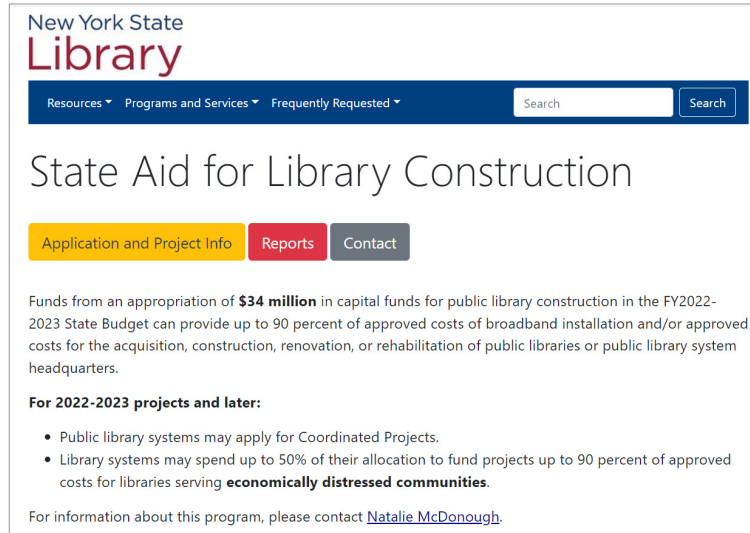 New York State
Library
Resources Programs and Services Frequently Requested Search Search
State Aid for Library Construction
Application and Project Info Reports Contact
Funds from an appropriation of $34 million in capital funds for public library construction in the FY2022-
2023 State Budget can provide up to 90 percent of approved costs of broadband installation and/or approved
costs for the acquisition, construction, renovation, or rehabilitation of public libraries or public library system
headquarters.
For 2022-2023 projects and later:
• Public library systems may apply for Coordinated Projects.
• Library systems may spend up to 50% of their allocation to fund projects up to 90 percent of approved
costs for libraries serving economically distressed communities.
For information about this program, please contact Natalie McDonough.